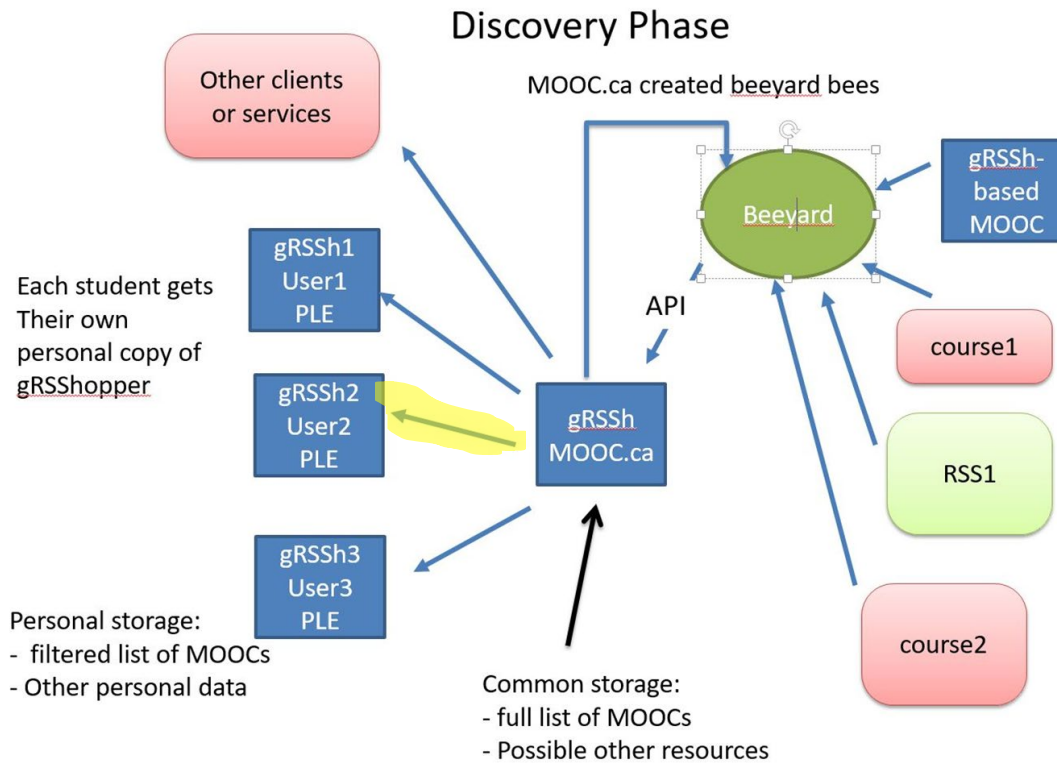 Discovery Phase
Other clients
or services
MOOC.ca created beeyard bees
gRSSh-
based
MOOC
Beeyard
gRSSh1
User1
PLE
Each student gets
Their own
personal copy of
gRSShopper
API
course1
gRSSh2
User2
PLE
gRSSh
MOOC.ca
RSS1
gRSSh3
User3
PLE
Personal storage:
- filtered list of MOOCs
- Other personal data
course2
Common storage:
- full list of MOOCs
- Possible other resources